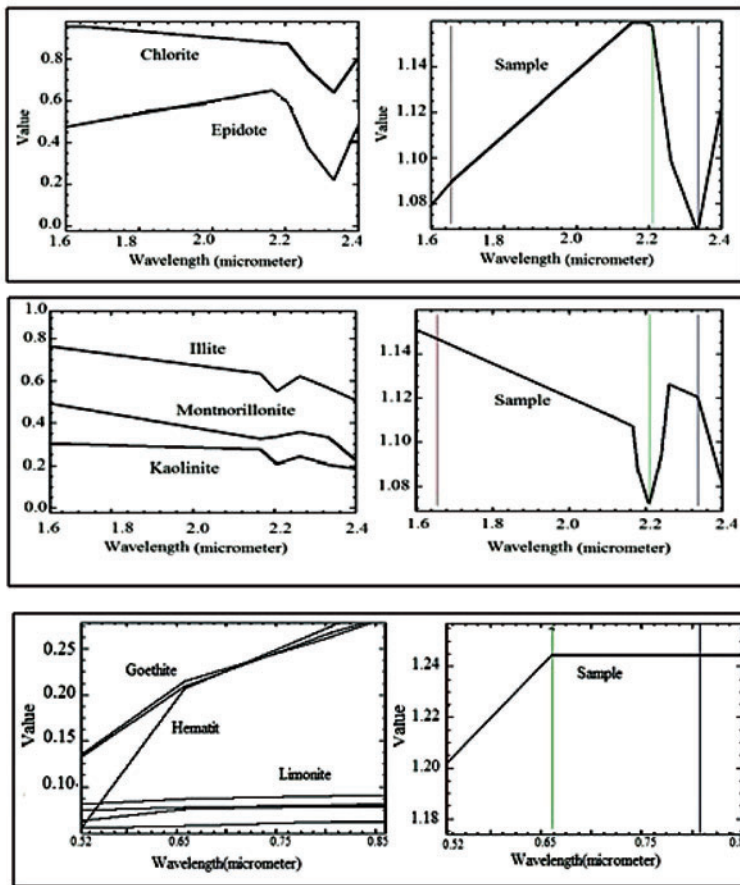 Value
0.8
0.6
0.4
0.2
0.0
Chlorite
Epidote
1.6 1.8 2.0 2.2 2.4
Wavelength (micrometer)
Value
1.14
1.12
1.10
1.08
Sample
1.6 1.8 2.0 2.2 2.4
Wavelength (micrometer)
1.0
0.8
0.6
0.4
0.2
0.0
Illite
Montnorillonite
Kaolinite
1.6 1.8 2.0 2.2 2.4
Wavelength (micrometer)
1.14
1.12
1.10
1.08
Sample
1.6 1.8 2.0 2.2 2.4
Wavelength (micrometer)
Value
0.25
0.20
0.10
Goethite
Hematit
Limonite
0.52 0.65 0.75 0.85
Wavelength(micrometer)
Value
1.24
1.20
1.18
Sample
0.52 0.65 0.75
Wavelength(micrometer)